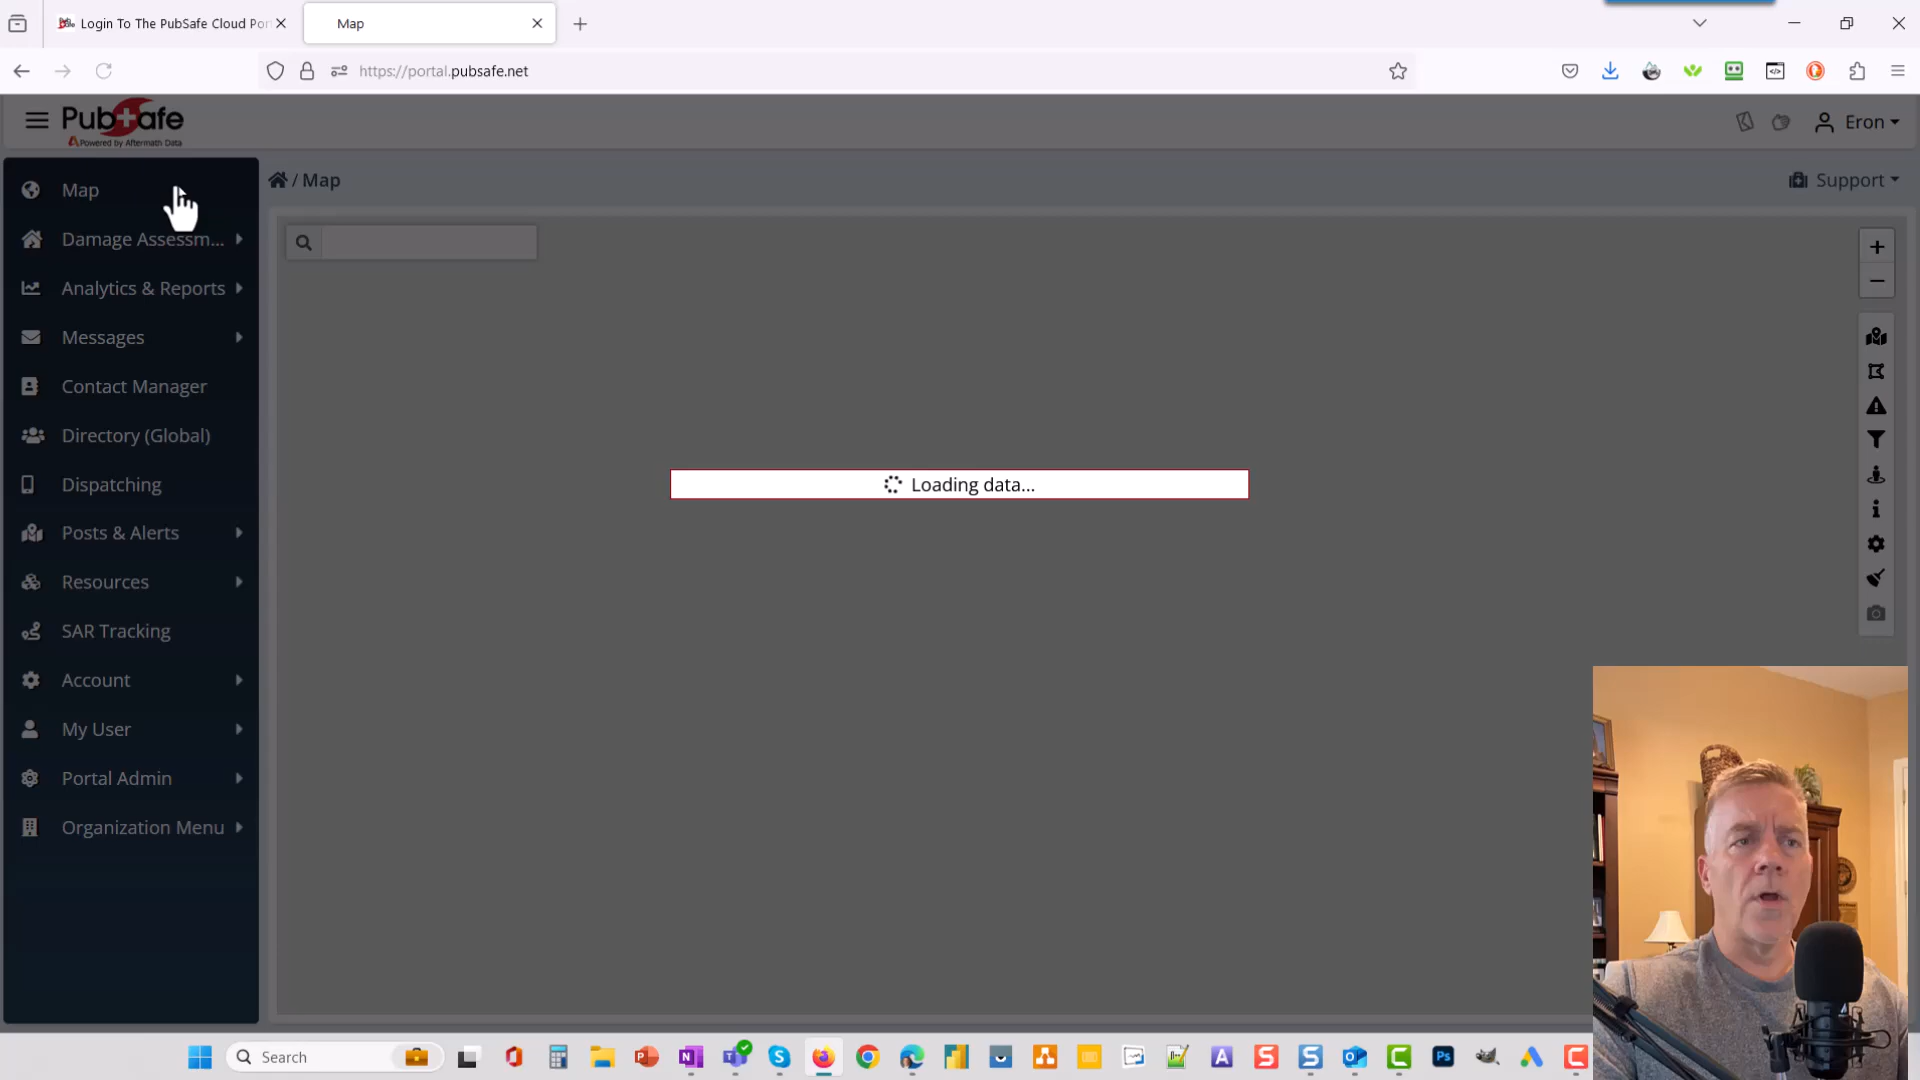 Login To The PubSafe Cloud Por
Map
https://portal.pubsafe.net
PubSafe
Powered by Aftermath Data
Eron
Map
/ Map
Support
Damage Assessm...
Analytics & Reports
Messages
Contact Manager
Directory (Global)
Dispatching
Loading data...
Posts & Alerts
Resources
SAR Tracking
Account
My User
Portal Admin
Organization Menu
Search